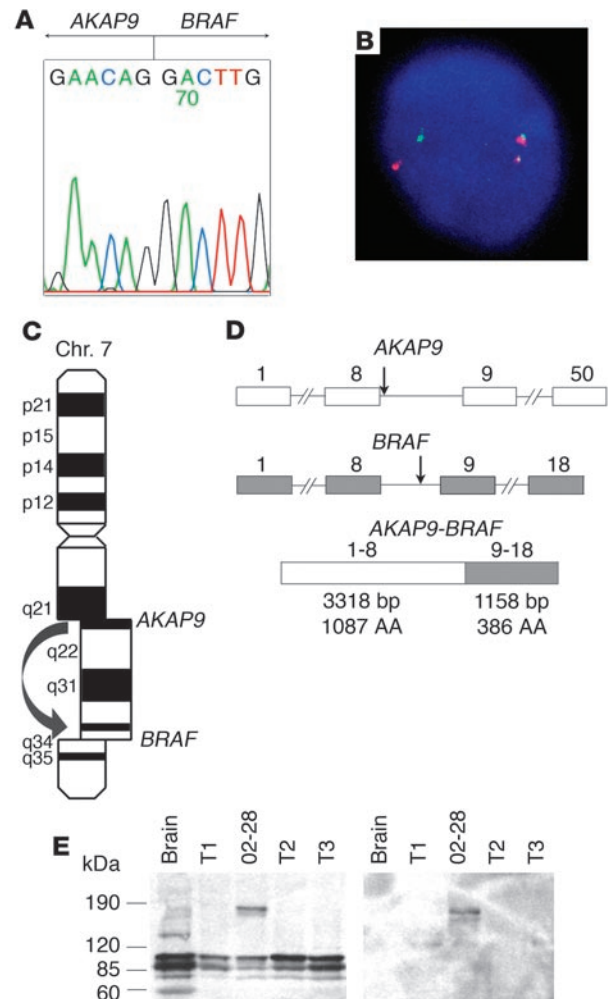 A
AKAP9 BRAF
GAACAG GACTTG
70
B
C
Chr. 7
p21
p15
p14
p12
q21
AKAP9
q22
q31
q34
BRAF
q35
D
AKAP9
1 8 9 50
BRAF
1 8 9 18
AKAP9-BRAF
1-8 9-18
3318 bp 1158 bp
1087 AA 386 AA
E
kDa
Brain T1 02-28 T2 T3 Brain T1 02-28 T2 T3
190
120
85
60